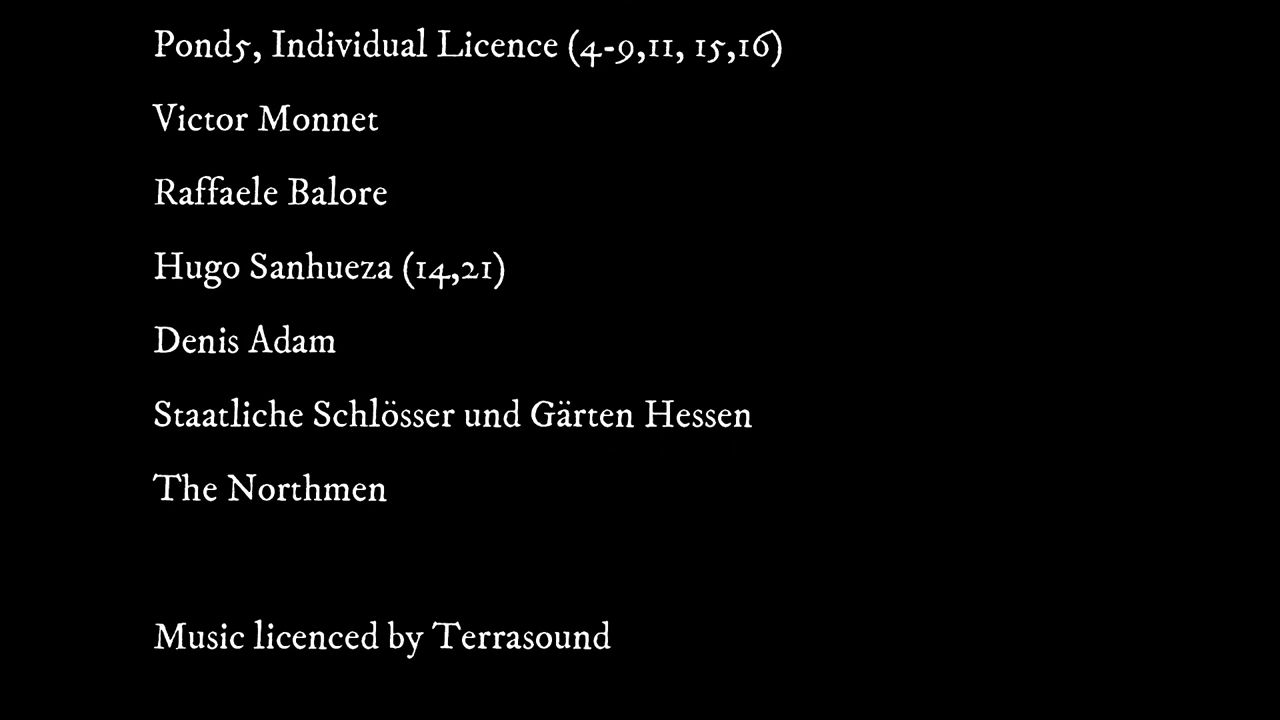 Pond5, Individual Licence (4-9,11, 15,16)
Victor Monnet
Raffaele Balore
Hugo Sanhueza (14,21)
Denis Adam
Staatliche Schlösser und Gärten Hessen
The Northmen
Music licenced by Terrasound